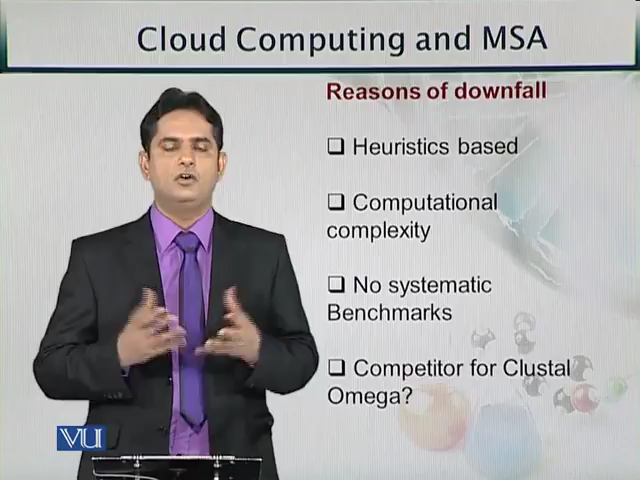 Cloud Computing and MSA
Reasons of downfall
❑ Heuristics based
❑ Computational
complexity
❑ No systematic
Benchmarks
❑ Competitor for Clustal
Omega?
VU